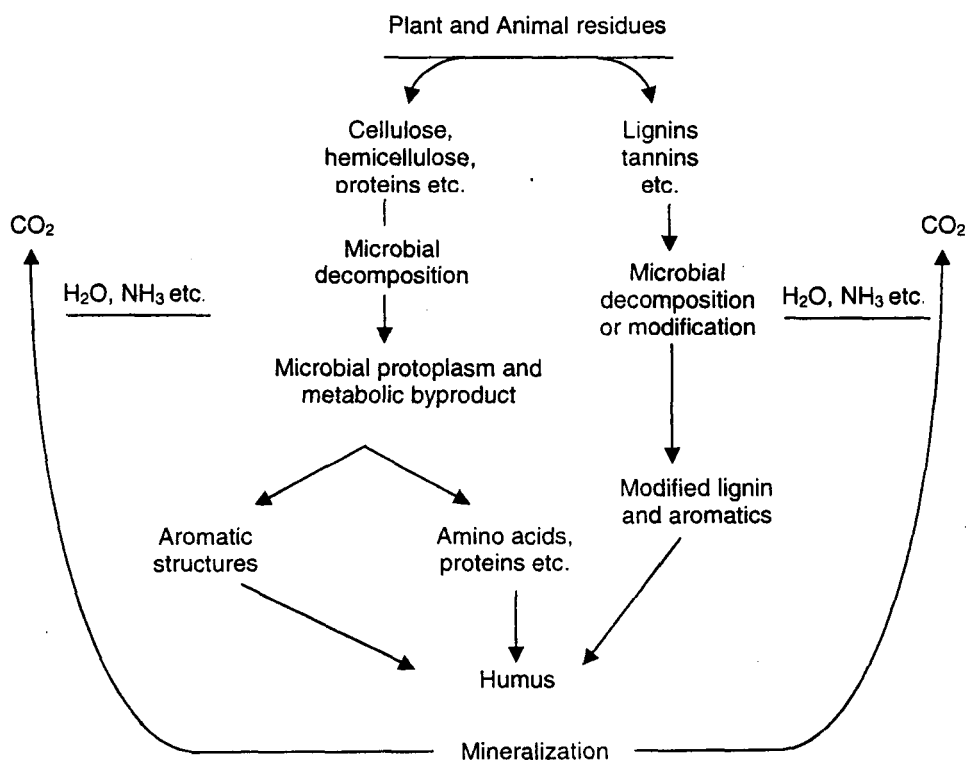 Plant and Animal residues
Cellulose,
hemicellulose,
proteins etc.
Lignins
tannins
etc.
CO₂
CO₂
Microbial
decomposition
Microbial
decomposition
or modification
H₂O, NH₃ etc.
H₂O, NH₃ etc.
Microbial protoplasm and
metabolic byproduct
Modified lignin
and aromatics
Aromatic
structures
Amino acids,
proteins etc.
Humus
Mineralization